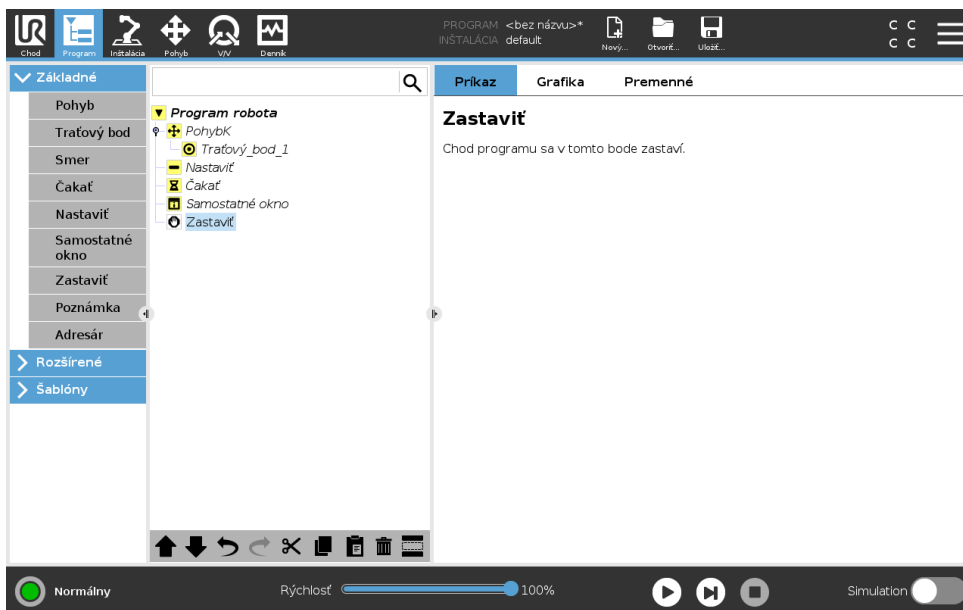 PROGRAM <bez názvu>*
INŠTALÁCIA default
C C
C C
Chod
Program
Inštalácia
Pohyb
V/V
Denník
Nový...
Otvoriť...
Uložiť...
Základné
Pohyb
Traťový bod
Smer
Čakať
Nastaviť
Samostatné
okno
Zastaviť
Poznámka
Adresár
Rozšírené
Šablóny
Program robota
PohybK
Traťový_bod_1
Nastaviť
Čakať
Samostatné okno
Zastaviť
Príkaz
Grafika
Premenné
Zastaviť
Chod programu sa v tomto bode zastaví.
Normálny
Rýchlosť
100%
Simulation